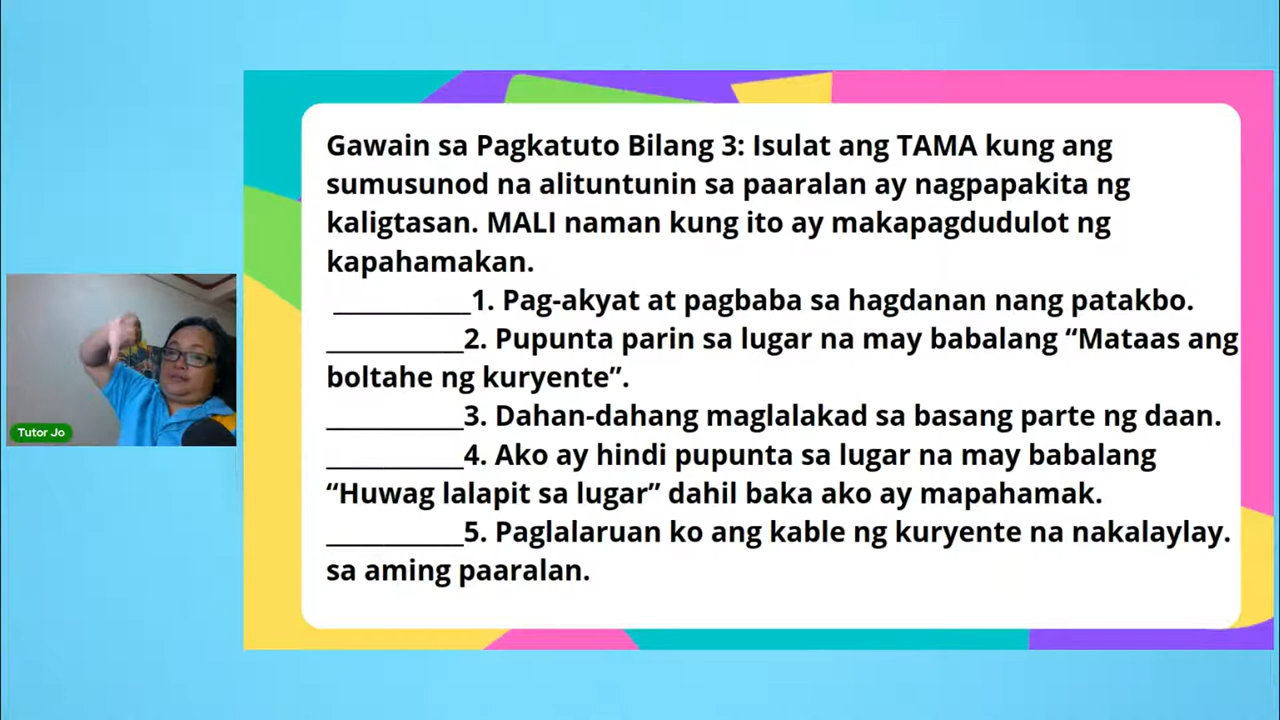 Gawain sa Pagkatuto Bilang 3: Isulat ang TAMA kung ang
sumusunod na alituntunin sa paaralan ay nagpapakita ng
kaligtasan. MALI naman kung ito ay makapagdudulot ng
kapahamakan.
___________1. Pag-akyat at pagbaba sa hagdanan nang patakbo.
___________2. Pupunta parin sa lugar na may babalang “Mataas ang
boltahe ng kuryente”.
___________3. Dahan-dahang maglalakad sa basang parte ng daan.
___________4. Ako ay hindi pupunta sa lugar na may babalang
“Huwag lalapit sa lugar” dahil baka ako ay mapahamak.
___________5. Paglalaruan ko ang kable ng kuryente na nakalaylay.
sa aming paaralan.
Tutor Jo